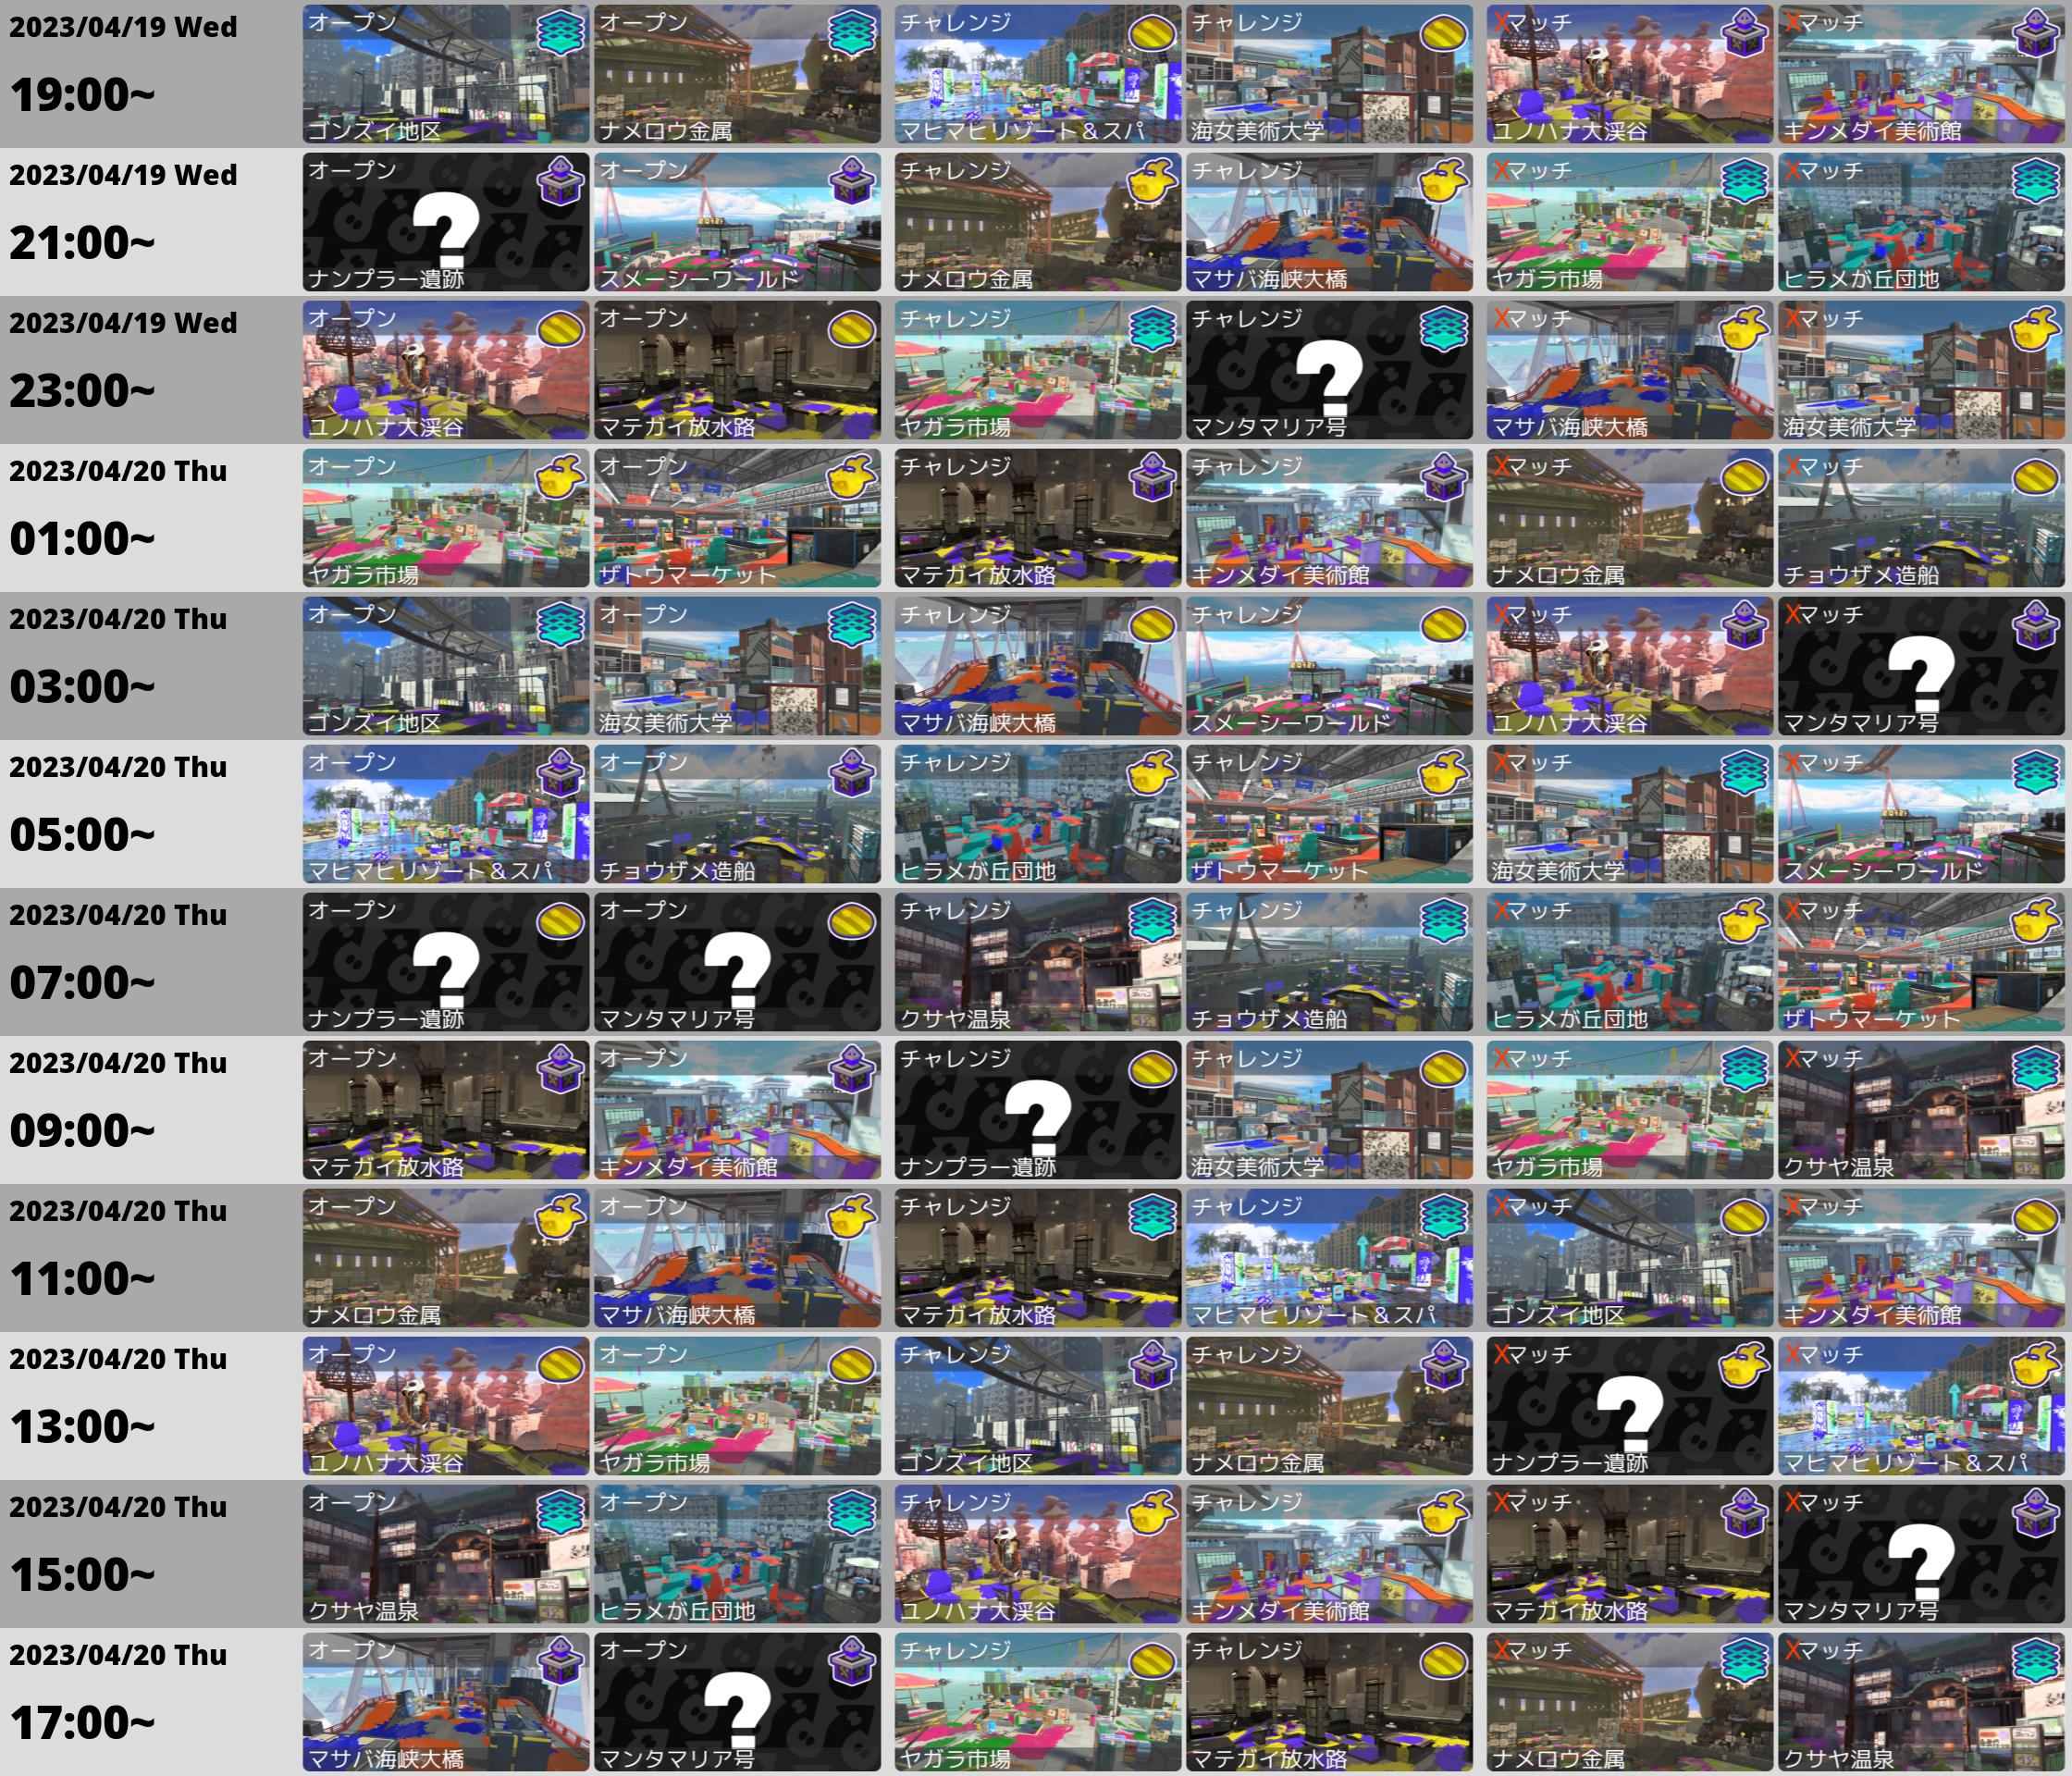 2023/04/19 Wed
19:00~
オープン
ゴンズイ地区
オープン
ナメロウ金属
チャレンジ
マヒマヒリゾート＆スパ
チャレンジ
海女美術大学
Xマッチ
ユノハナ大渓谷
Xマッチ
キンメダイ美術館
2023/04/19 Wed
21:00~
オープン
?
ナンプラー遺跡
オープン
スメーシーワールド
チャレンジ
ナメロウ金属
チャレンジ
マサバ海峡大橋
Xマッチ
ヤガラ市場
Xマッチ
ヒラメが丘団地
2023/04/19 Wed
23:00~
オープン
ユノハナ大渓谷
オープン
マテガイ放水路
チャレンジ
ヤガラ市場
チャレンジ
?
マンタマリア号
Xマッチ
マサバ海峡大橋
Xマッチ
海女美術大学
2023/04/20 Thu
01:00~
オープン
ヤガラ市場
オープン
ザトウマーケット
チャレンジ
マテガイ放水路
チャレンジ
キンメダイ美術館
Xマッチ
ナメロウ金属
Xマッチ
チョウザメ造船
2023/04/20 Thu
03:00~
オープン
ゴンズイ地区
オープン
海女美術大学
チャレンジ
マサバ海峡大橋
チャレンジ
スメーシーワールド
Xマッチ
ユノハナ大渓谷
Xマッチ
?
マンタマリア号
2023/04/20 Thu
05:00~
オープン
マヒマヒリゾート＆スパ
オープン
チョウザメ造船
チャレンジ
ヒラメが丘団地
チャレンジ
ザトウマーケット
Xマッチ
海女美術大学
Xマッチ
スメーシーワールド
2023/04/20 Thu
07:00~
オープン
?
ナンプラー遺跡
オープン
?
マンタマリア号
チャレンジ
クサヤ温泉
チャレンジ
チョウザメ造船
Xマッチ
ヒラメが丘団地
Xマッチ
ザトウマーケット
2023/04/20 Thu
09:00~
オープン
マテガイ放水路
オープン
キンメダイ美術館
チャレンジ
?
ナンプラー遺跡
チャレンジ
海女美術大学
Xマッチ
ヤガラ市場
Xマッチ
クサヤ温泉
2023/04/20 Thu
11:00~
オープン
ナメロウ金属
オープン
マサバ海峡大橋
チャレンジ
マテガイ放水路
チャレンジ
マヒマヒリゾート＆スパ
Xマッチ
ゴンズイ地区
Xマッチ
キンメダイ美術館
2023/04/20 Thu
13:00~
オープン
ユノハナ大渓谷
オープン
ヤガラ市場
チャレンジ
ゴンズイ地区
チャレンジ
ナメロウ金属
Xマッチ
?
ナンプラー遺跡
Xマッチ
マヒマヒリゾート＆スパ
2023/04/20 Thu
15:00~
オープン
クサヤ温泉
オープン
ヒラメが丘団地
チャレンジ
ユノハナ大渓谷
チャレンジ
キンメダイ美術館
Xマッチ
マテガイ放水路
Xマッチ
?
マンタマリア号
2023/04/20 Thu
17:00~
オープン
マサバ海峡大橋
オープン
?
マンタマリア号
チャレンジ
ヤガラ市場
チャレンジ
マテガイ放水路
Xマッチ
ナメロウ金属
Xマッチ
クサヤ温泉